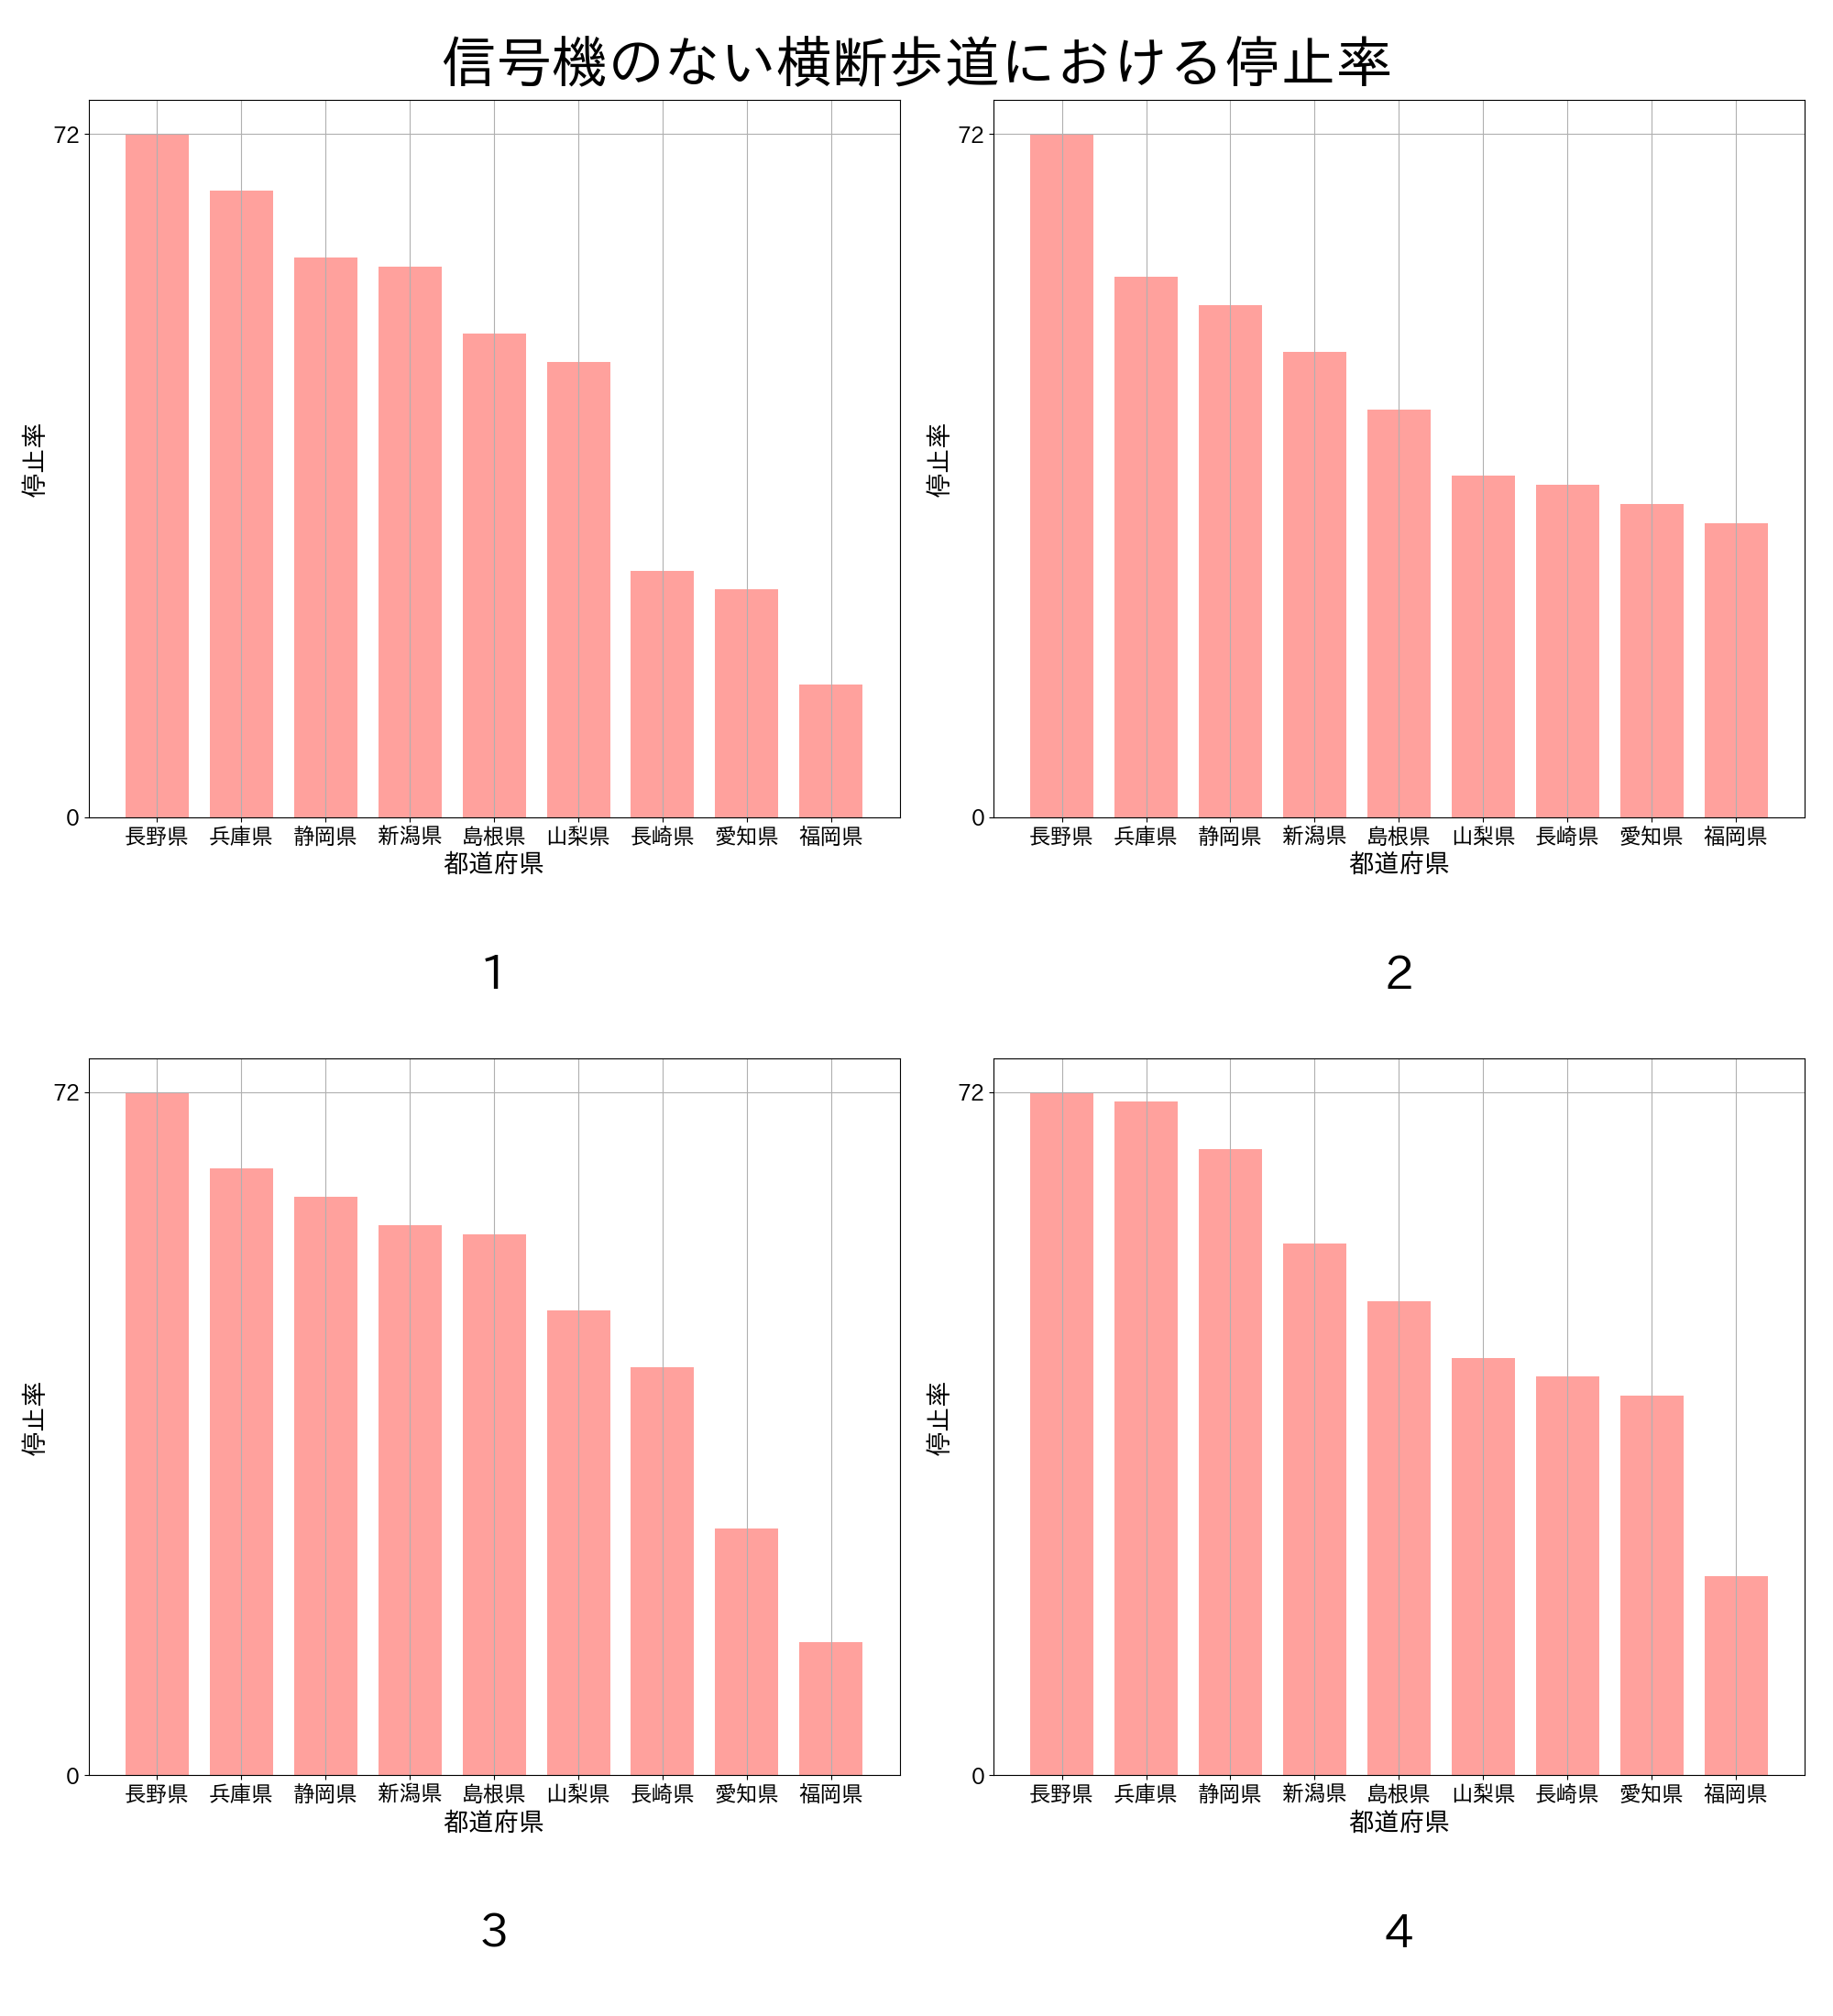 信号機のない横断歩道における停止率
72
0
停止率
長野県 兵庫県 静岡県 新潟県 島根県 山梨県 長崎県 愛知県 福岡県
都道府県
1
72
0
停止率
長野県 兵庫県 静岡県 新潟県 島根県 山梨県 長崎県 愛知県 福岡県
都道府県
2
72
0
停止率
長野県 兵庫県 静岡県 新潟県 島根県 山梨県 長崎県 愛知県 福岡県
都道府県
3
72
0
停止率
長野県 兵庫県 静岡県 新潟県 島根県 山梨県 長崎県 愛知県 福岡県
都道府県
4